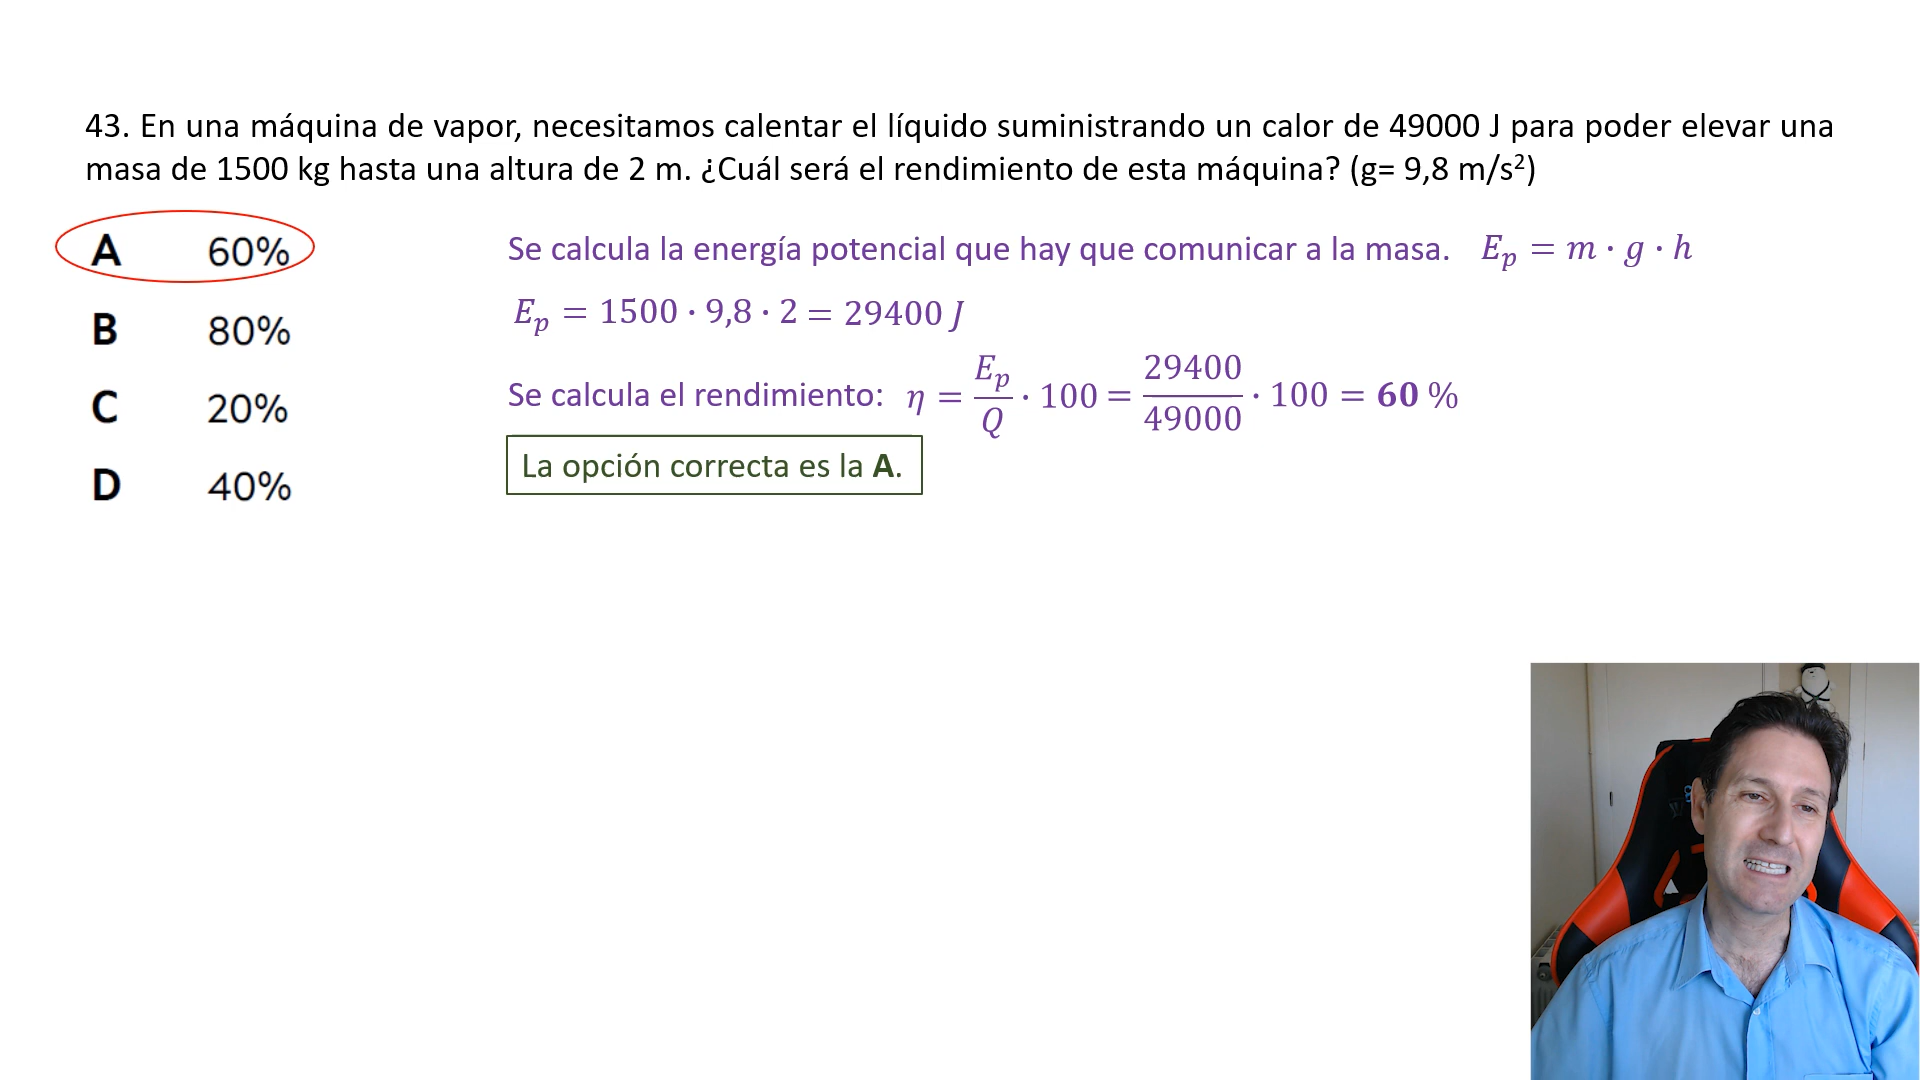 43. En una máquina de vapor, necesitamos calentar el líquido suministrando un calor de 49000 J para poder elevar una
masa de 1500 kg hasta una altura de 2 m. ¿Cuál será el rendimiento de esta máquina? (g= 9,8 m/s²)
A 60%
B 80%
C 20%
D 40%
Se calcula la energía potencial que hay que comunicar a la masa. E_p = m · g · h
E_p = 1500 · 9,8 · 2 = 29400 J
Se calcula el rendimiento: η = E_p/Q · 100 = 29400/49000 · 100 = 60 %
La opción correcta es la A.